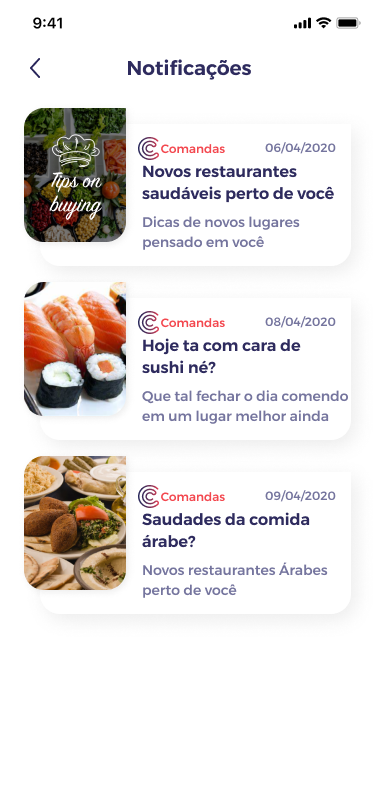 9:41
Notificações
Comandas 06/04/2020
Novos restaurantes
saudáveis perto de você
Dicas de novos lugares
pensado em você
Tips on
buying
Comandas 08/04/2020
Hoje ta com cara de
sushi né?
Que tal fechar o dia comendo
em um lugar melhor ainda
Comandas 09/04/2020
Saudades da comida
árabe?
Novos restaurantes Árabes
perto de você